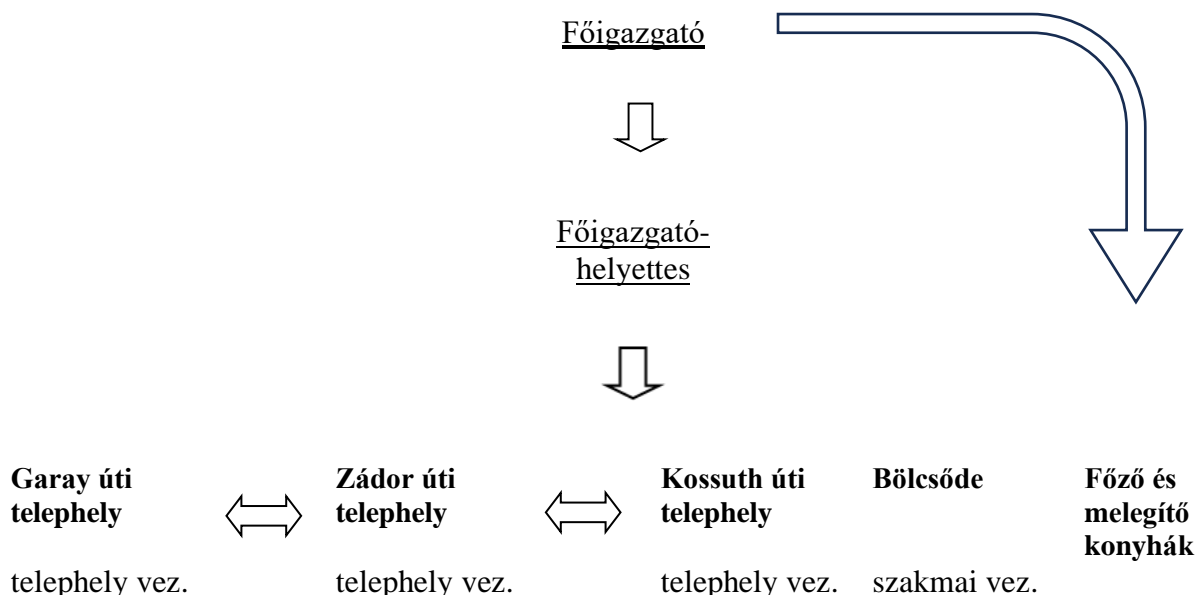 Főigazgató
Főigazgató-
helyettes
Garay úti
telephely
telephely vez.
Zádor úti
telephely
telephely vez.
Kossuth úti
telephely
telephely vez.
Bölcsőde
szakmai vez.
Főző és
melegítő
konyhák